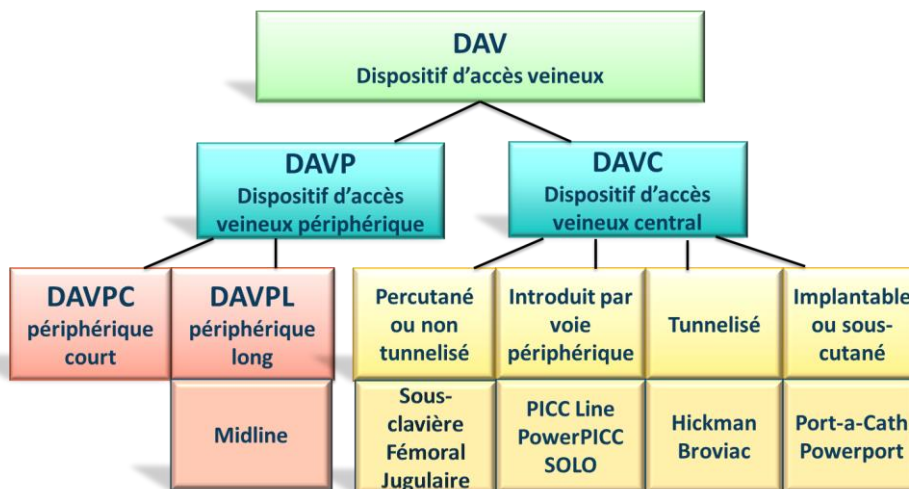 DAV
Dispositif d'accès veineux
DAVP
Dispositif d'accès
veineux périphérique
DAVC
Dispositif d'accès
veineux central
DAVPC
périphérique
court
DAVPL
périphérique
long
Percutané
ou non
tunnelisé
Introduit par
voie
périphérique
Tunnelisé
Implantable
ou sous-
cutané
Midline
Sous-
clavière
Fémoral
Jugulaire
PICC Line
PowerPICC
SOLO
Hickman
Broviac
Port-a-Cath
Powerport